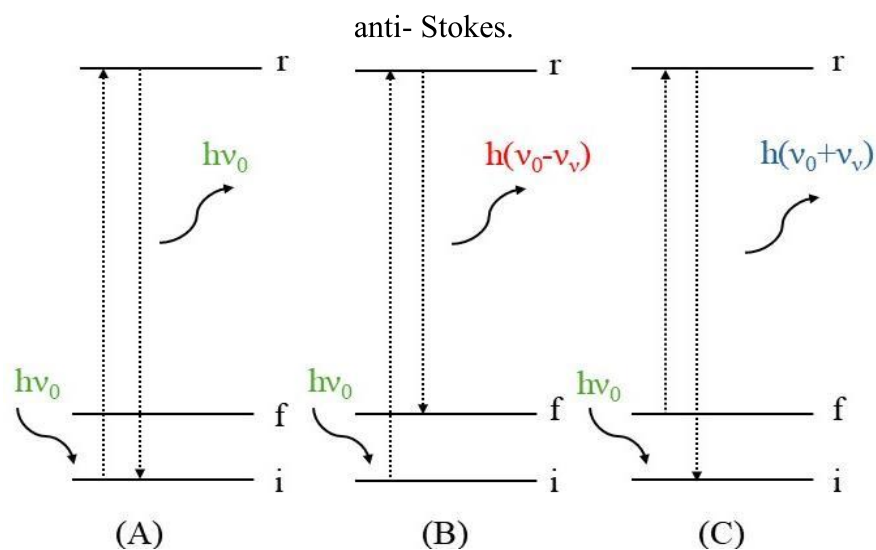 anti- Stokes.
r r r
hν₀ h(ν₀-νᵥ) h(ν₀+νᵥ)
hν₀ hν₀ hν₀
f f f
i i i
(A) (B) (C)